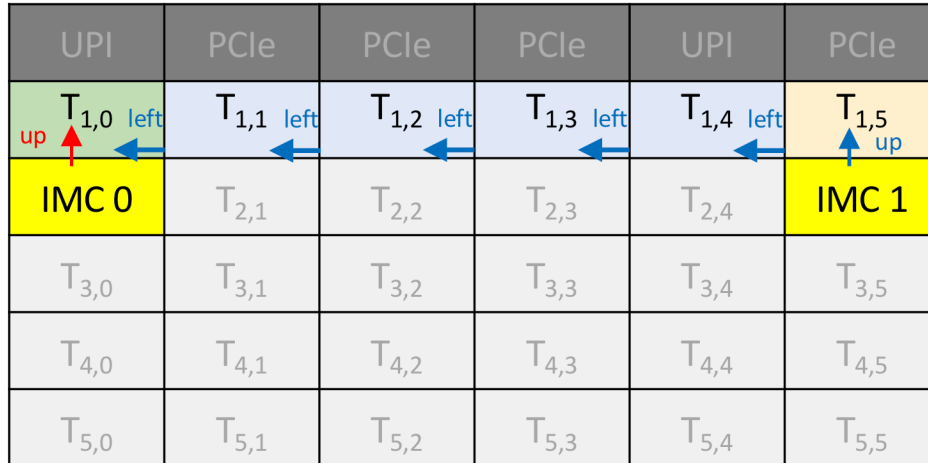 UPI PCIe PCIe PCIe UPI PCIe
T1,0 left T1,1 left T1,2 left T1,3 left T1,4 left T1,5
up up
IMC 0 T2,1 T2,2 T2,3 T2,4 IMC 1
T3,0 T3,1 T3,2 T3,3 T3,4 T3,5
T4,0 T4,1 T4,2 T4,3 T4,4 T4,5
T5,0 T5,1 T5,2 T5,3 T5,4 T5,5